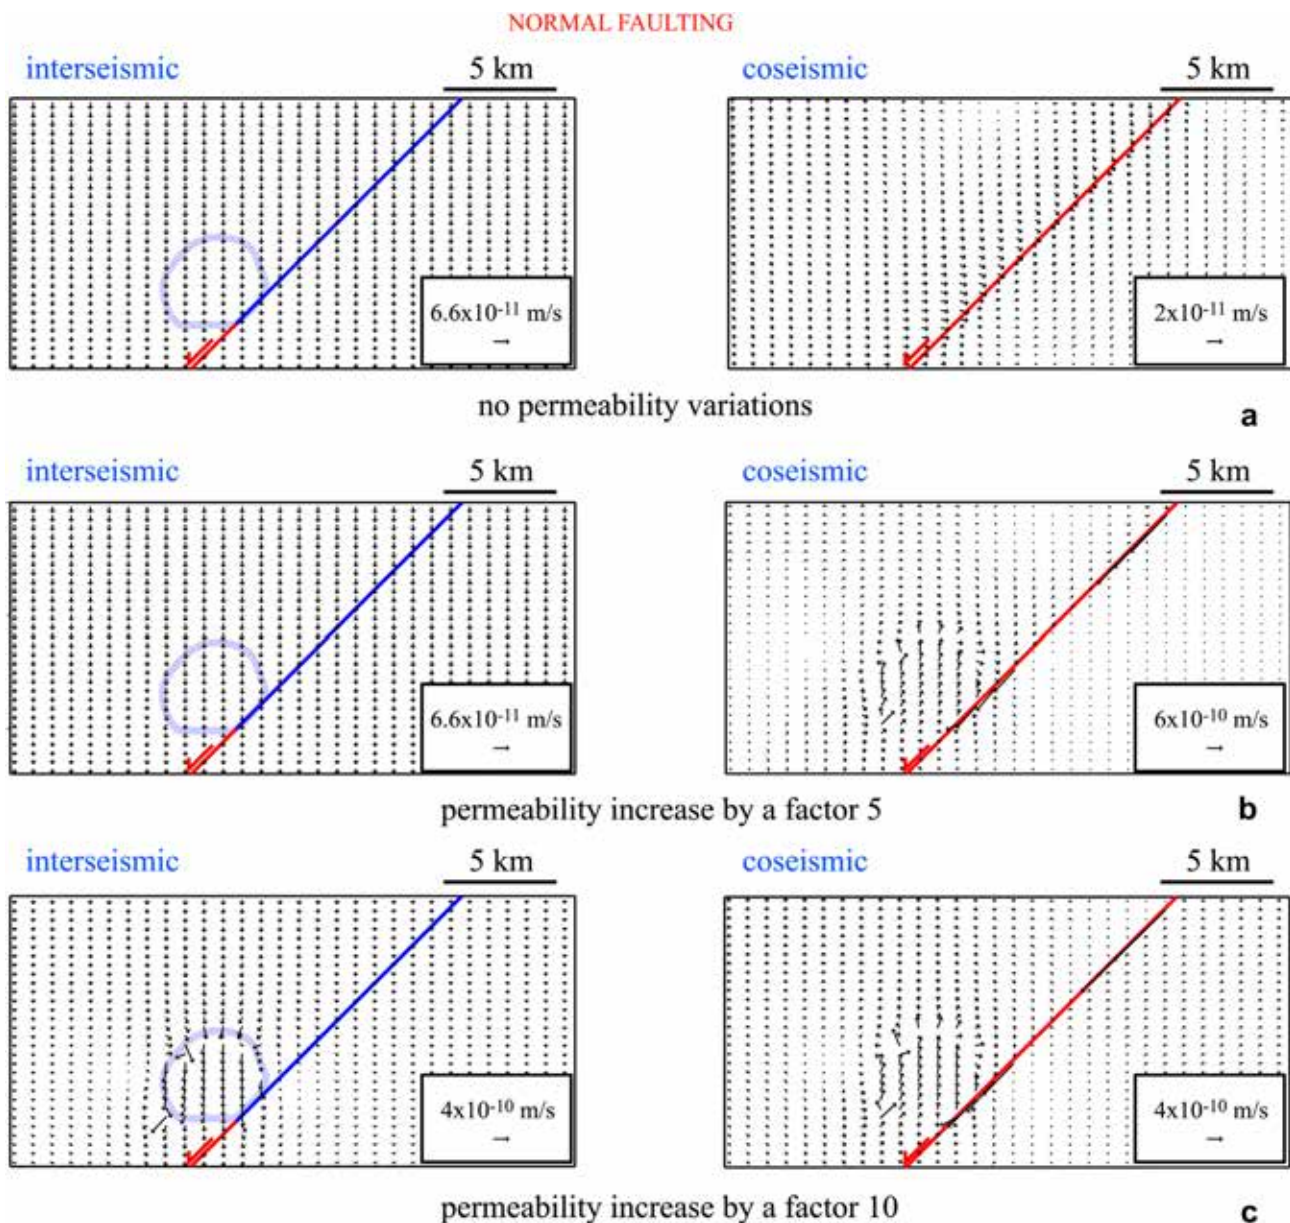 NORMAL FAULTING
interseismic 5 km coseismic 5 km
6.6x10-11 m/s 2x10-11 m/s
→ →
no permeability variations a
interseismic 5 km coseismic 5 km
6.6x10-11 m/s 6x10-10 m/s
→ →
permeability increase by a factor 5 b
interseismic 5 km coseismic 5 km
4x10-10 m/s 4x10-10 m/s
→ →
permeability increase by a factor 10 c